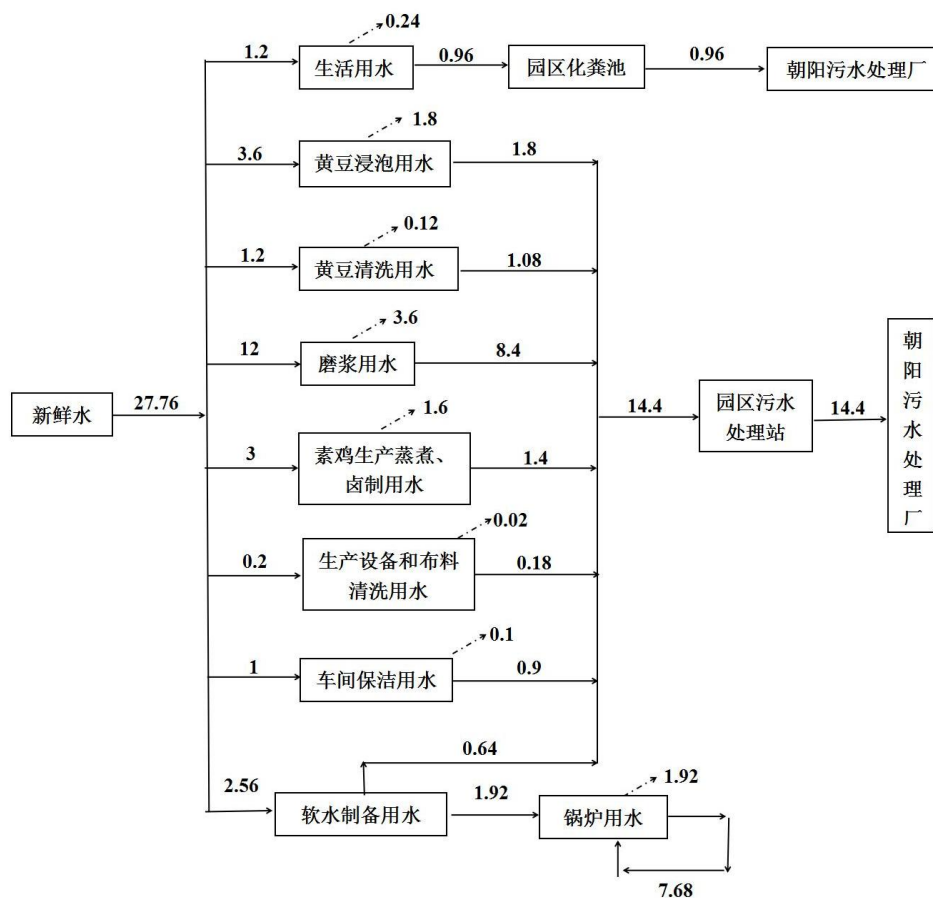 0.24
1.2
生活用水
0.96
园区化粪池
0.96
朝阳污水处理厂
1.8
3.6
黄豆浸泡用水
1.8
0.12
1.2
黄豆清洗用水
1.08
3.6
12
磨浆用水
8.4
新鲜水
27.76
1.6
3
素鸡生产蒸煮、
卤制用水
1.4
14.4
园区污水
处理站
14.4
朝
阳
污
水
处
理
厂
0.02
0.2
生产设备和布料
清洗用水
0.18
0.1
1
车间保洁用水
0.9
0.64
2.56
软水制备用水
1.92
1.92
锅炉用水
7.68